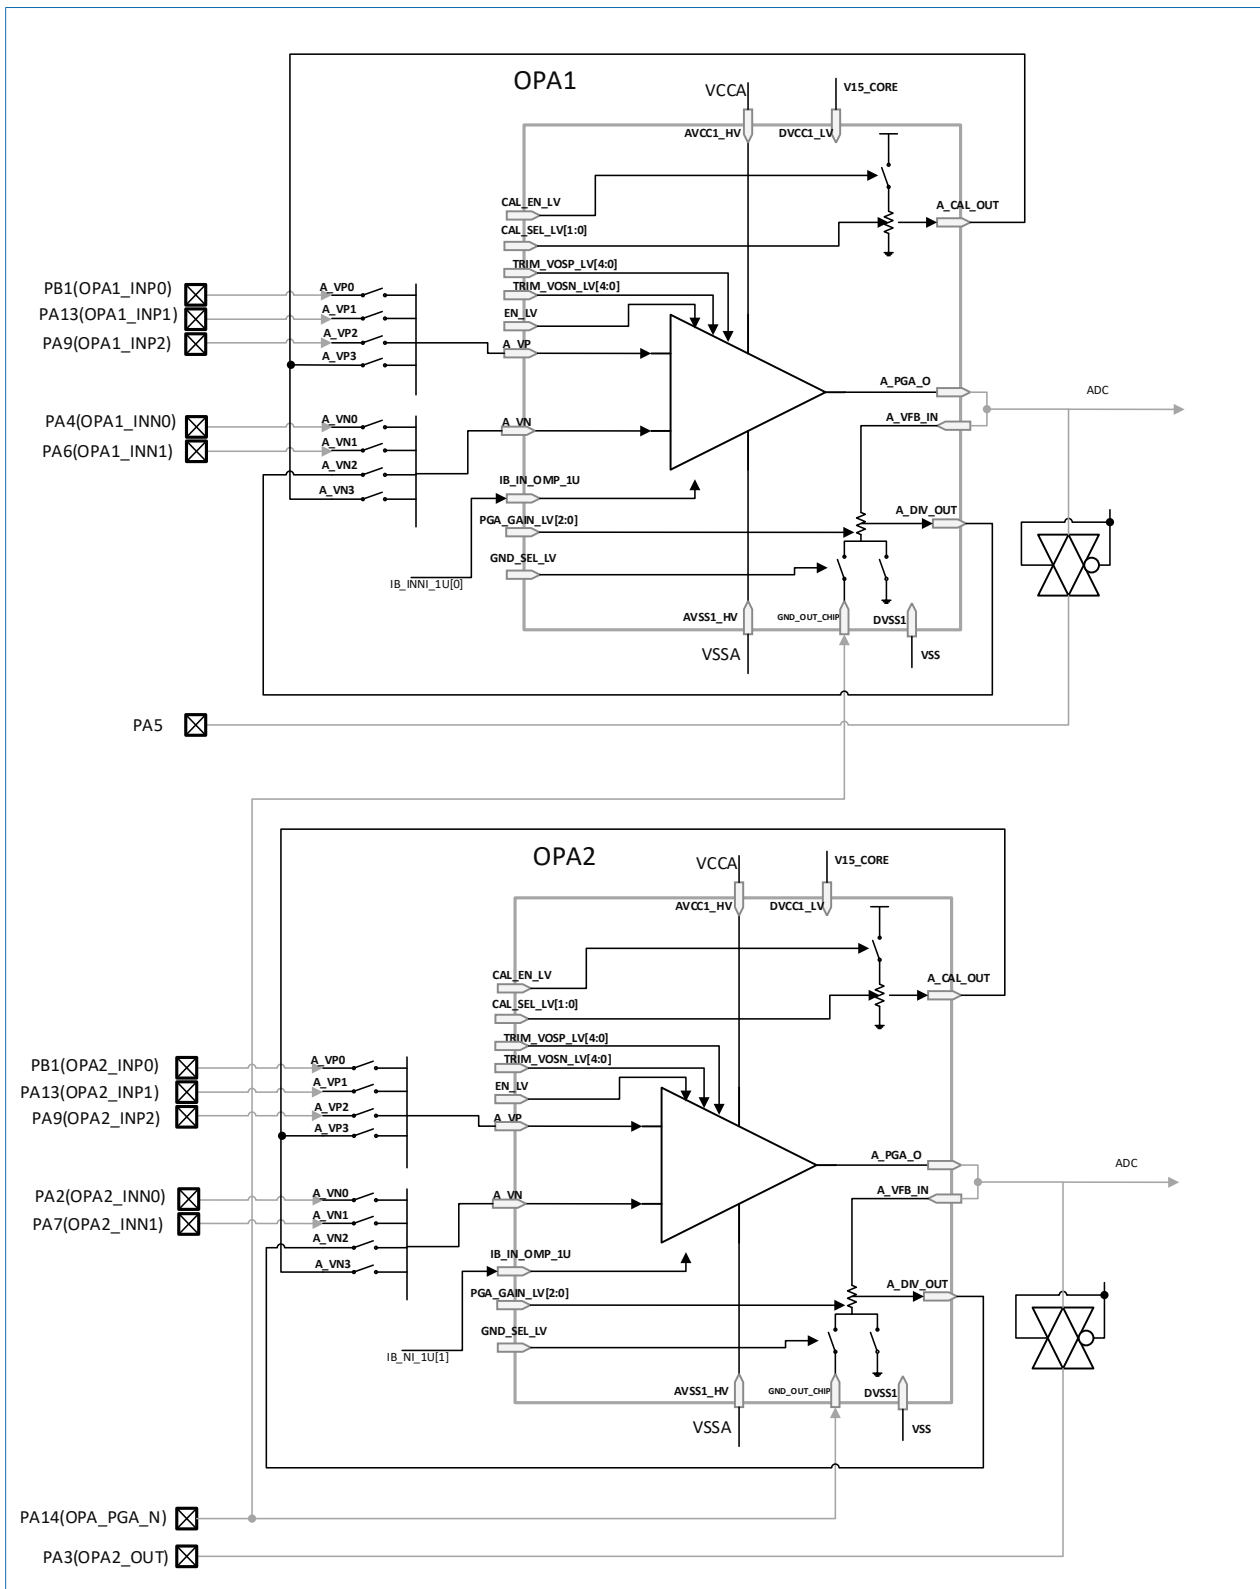 OPA1
VCCA
V15_CORE
AVCC1_HV
DVCC1_LV
CAL_EN_LV
A_CAL_OUT
CAL_SEL_LV[1:0]
TRIM_VOSP_LV[4:0]
TRIM_VOSN_LV[4:0]
PB1(OPA1_INP0)
A_VP0
PA13(OPA1_INP1)
A_VP1
EN_LV
PA9(OPA1_INP2)
A_VP2
A_VP
A_VP3
A_PGA_O
ADC
PA4(OPA1_INN0)
A_VN0
A_VN
A_VFB_IN
PA6(OPA1_INN1)
A_VN1
A_VN2
A_VN3
IB_IN_OMP_1U
PGA_GAIN_LV[2:0]
A_DIV_OUT
GND_SEL_LV
IB_INNI_1U[0]
AVSS1_HV
GND_OUT_CHIP
DVSS1
VSSA
VSS
PA5
OPA2
VCCA
V15_CORE
AVCC1_HV
DVCC1_LV
CAL_EN_LV
A_CAL_OUT
CAL_SEL_LV[1:0]
TRIM_VOSP_LV[4:0]
TRIM_VOSN_LV[4:0]
PB1(OPA2_INP0)
A_VP0
PA13(OPA2_INP1)
A_VP1
EN_LV
PA9(OPA2_INP2)
A_VP2
A_VP
A_VP3
A_PGA_O
ADC
PA2(OPA2_INN0)
A_VN0
A_VN
A_VFB_IN
PA7(OPA2_INN1)
A_VN1
A_VN2
A_VN3
IB_IN_OMP_1U
PGA_GAIN_LV[2:0]
A_DIV_OUT
GND_SEL_LV
IB_NI_1U[1]
AVSS1_HV
GND_OUT_CHIP
DVSS1
VSSA
VSS
PA14(OPA_PGA_N)
PA3(OPA2_OUT)